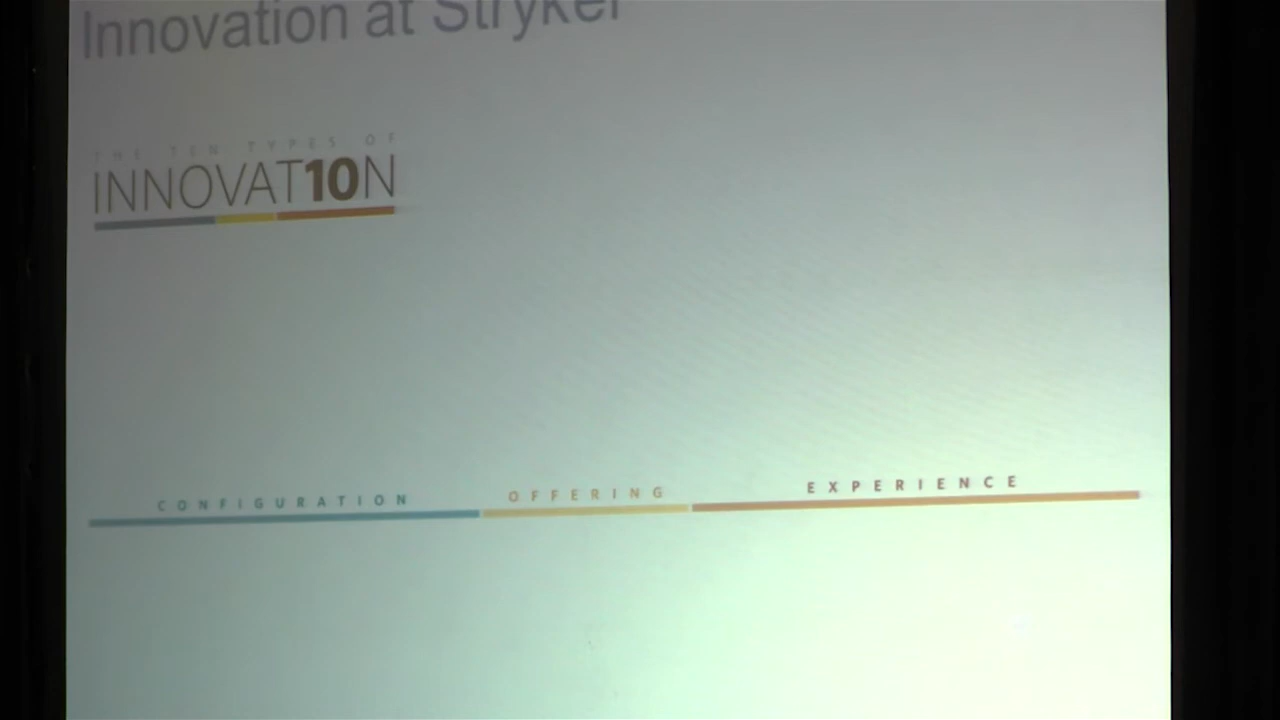 Innovation at Stryker
THE TEN TYPES OF
INNOVAT10N
CONFIGURATION
OFFERING
EXPERIENCE